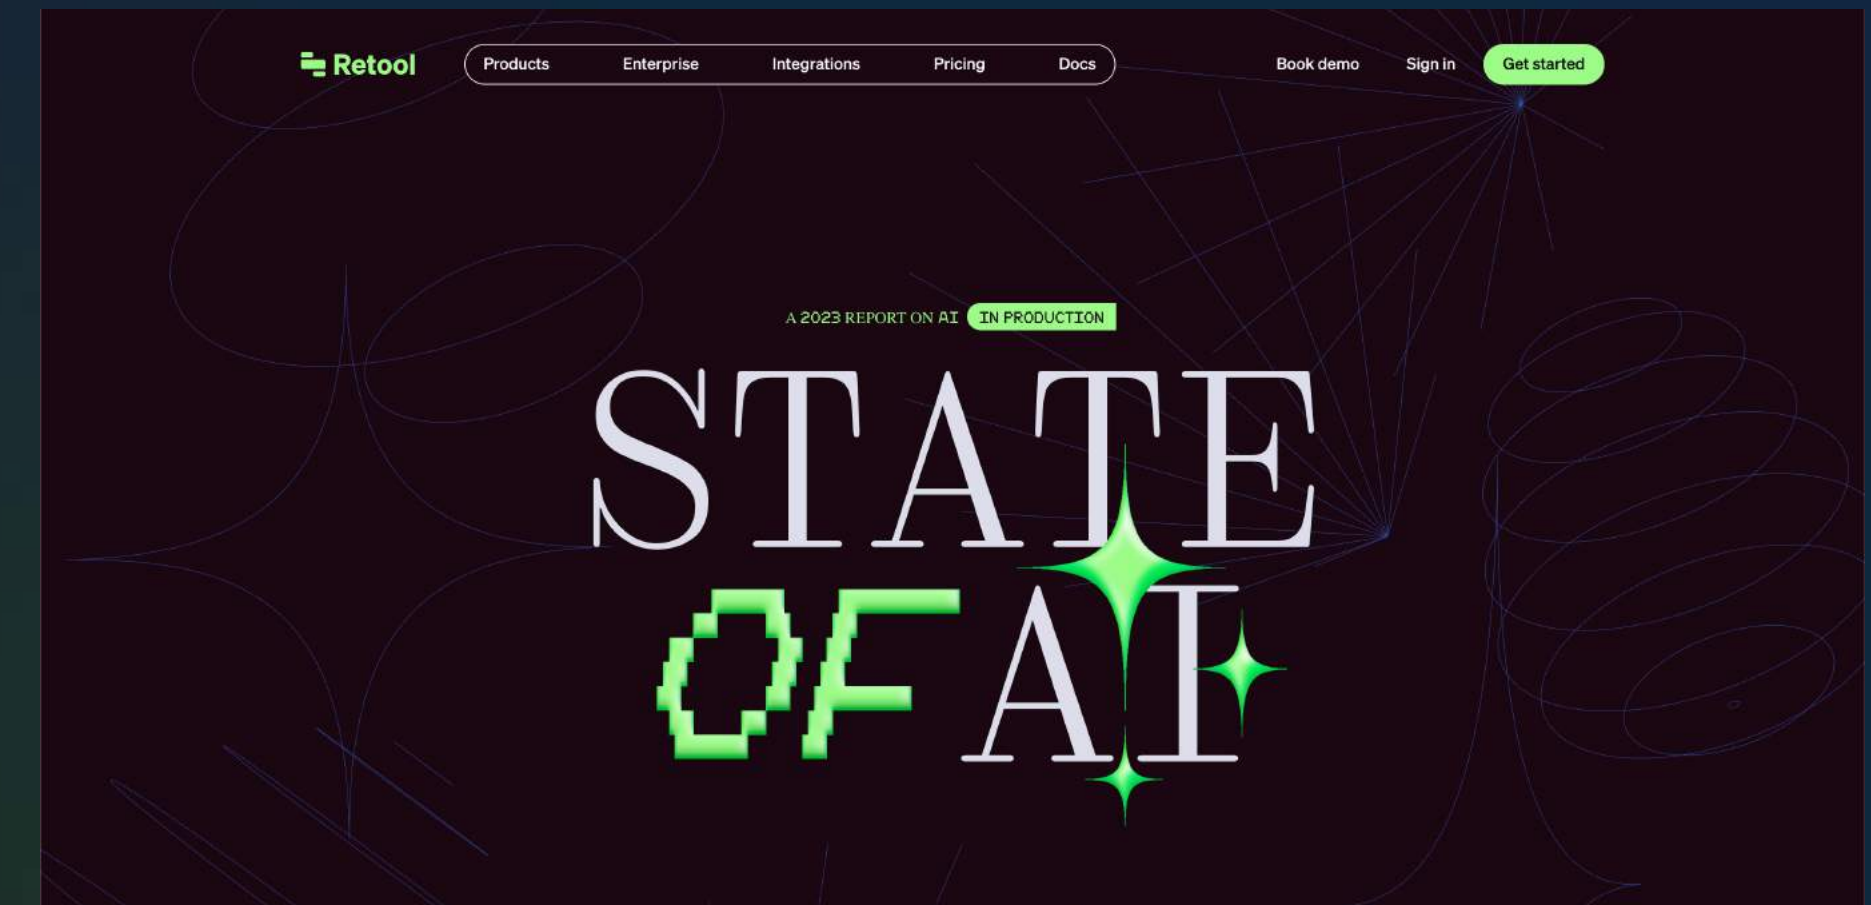 Retool Products Enterprise Integrations Pricing Docs Book demo Sign in Get started
A 2023 REPORT ON AI IN PRODUCTION
STATE
OF AI